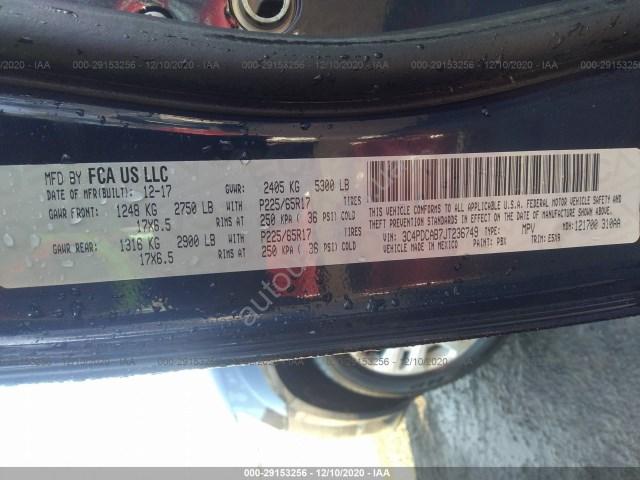 000-29153256 - 12/10/2020 - IAA
000-29153256 - 12/10/2020 - IAA
000-29153256 - 12/10/2020 - IAA
MFD BY FCA US LLC
DATE OF MFR(BUILT): 12-17 GVWR: 2405 KG 5300 LB
GAWR FRONT: 1248 KG 2750 LB WITH P225/65R17 TIRES
17X6.5 RIMS AT 250 KPA ( 36 PSI) COLD
GAWR REAR: 1316 KG 2900 LB WITH P225/65R17 TIRES
17X6.5 RIMS AT 250 KPA ( 36 PSI) COLD
THIS VEHICLE CONFORMS TO ALL APPLICABLE U.S.A. FEDERAL MOTOR VEHICLE SAFETY AND
THEFT PREVENTION STANDARDS IN EFFECT ON THE DATE OF MANUFACTURE SHOWN ABOVE.
VIN: 3C4PDCAB7JT236749 TYPE: MPV MDH: 121700 310AA
VEHICLE MADE IN MEXICO PAINT: PBX TRIM: E5X9
000-29153256 - 12/10/2020 - IAA
000-29153256 - 12/10/2020 - IAA